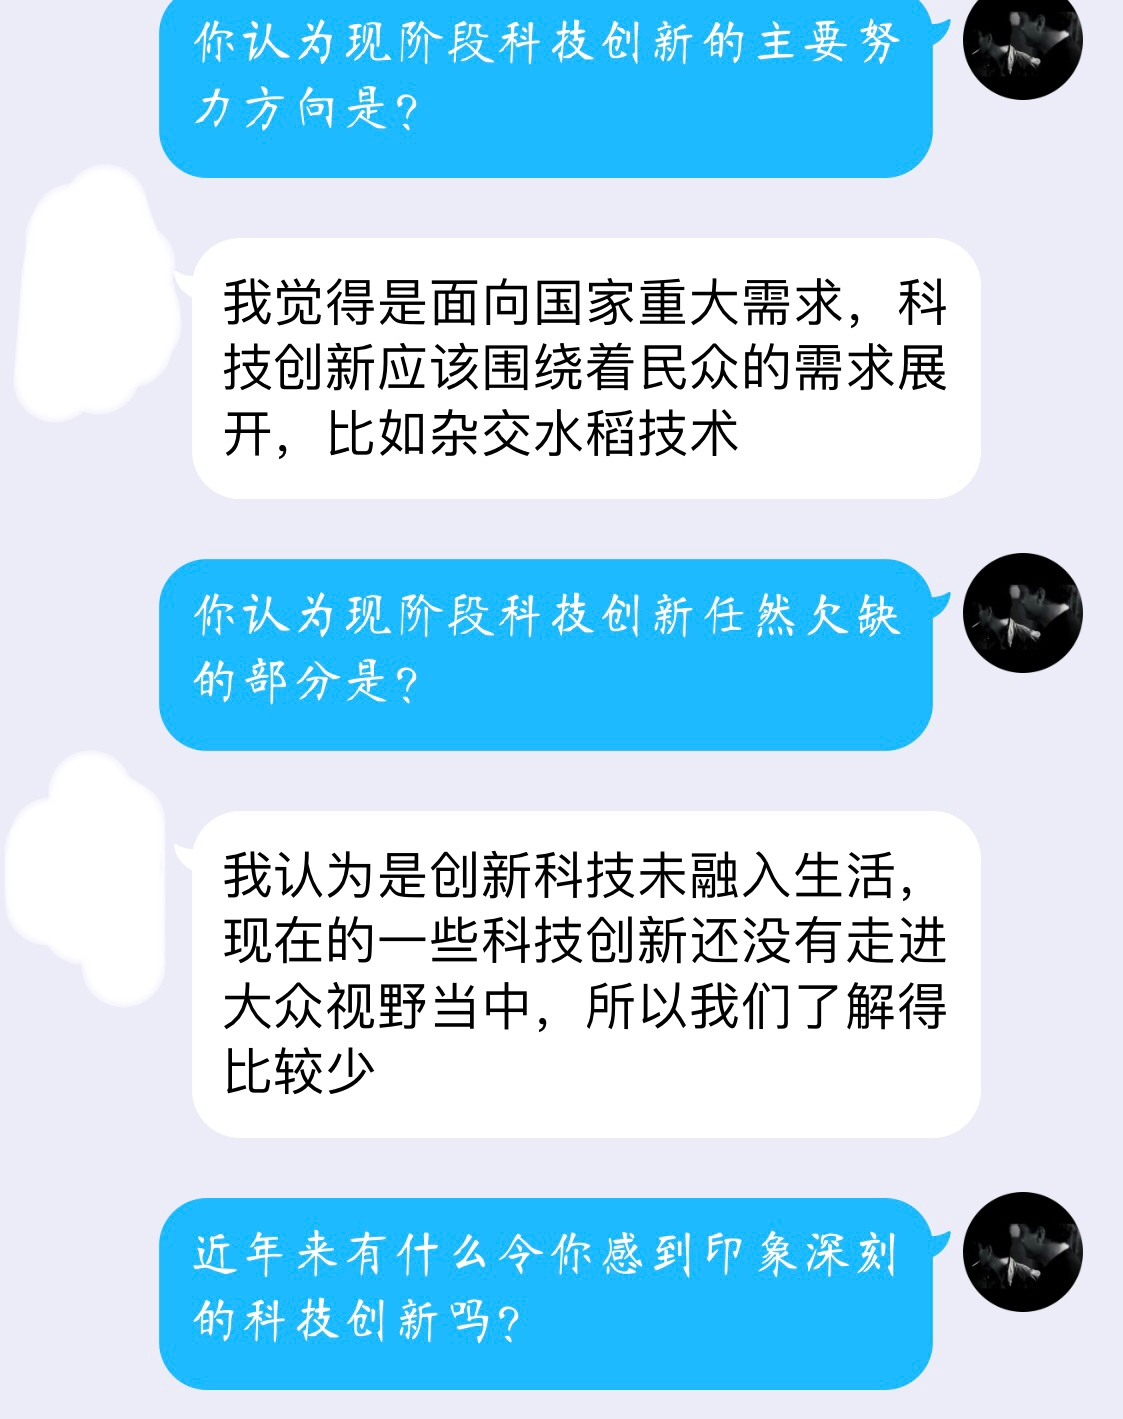 你认为现阶段科技创新的主要努
力方向是?
我觉得是面向国家重大需求，科
技创新应该围绕着民众的需求展
开，比如杂交水稻技术
你认为现阶段科技创新任然欠缺
的部分是?
我认为是创新科技未融入生活，
现在的一些科技创新还没有走进
大众视野当中，所以我们了解得
比较少
近年来有什么令你感到印象深刻
的科技创新吗?